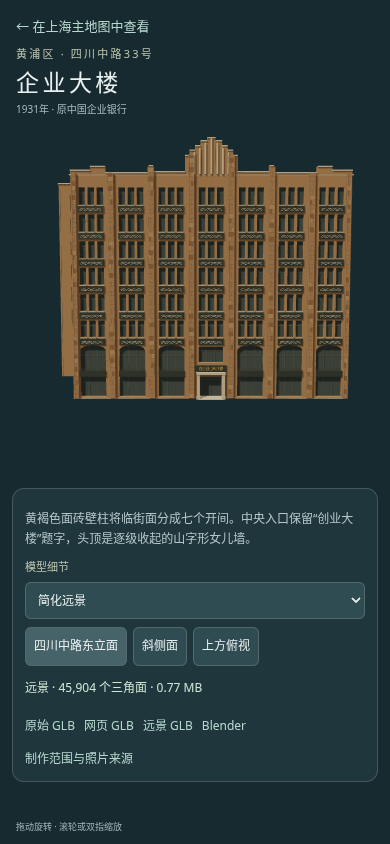 ← 在上海主地图中查看
黄浦区 · 四川中路33号
企业大楼
1931年 · 原中国企业银行
创业大楼
黄褐色面砖壁柱将临街面分成七个开间。中央入口保留“创业大
楼”题字，头顶是逐级收起的山字形女儿墙。
模型细节
简化远景
四川中路东立面 斜侧面 上方俯视
远景 · 45,904 个三角面 · 0.77 MB
原始 GLB 网页 GLB 远景 GLB Blender
制作范围与照片来源
拖动旋转 · 滚轮或双指缩放